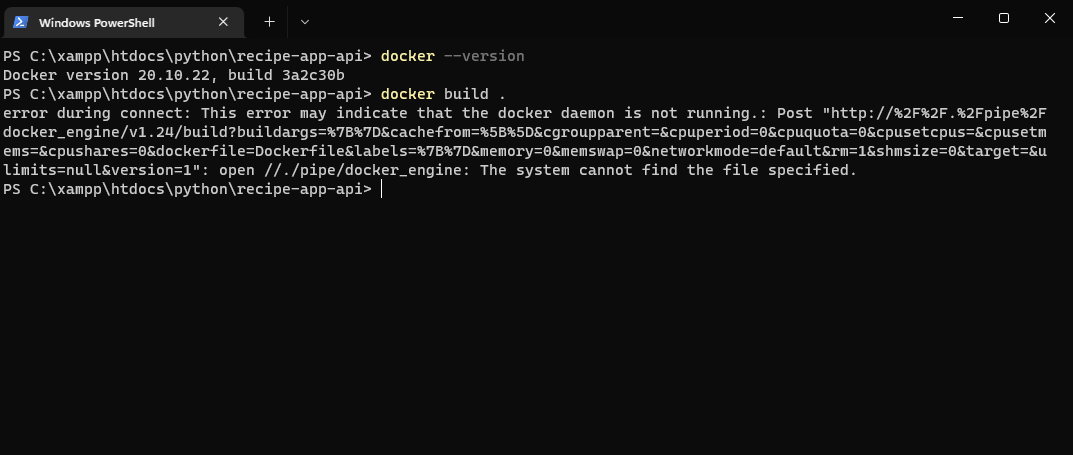 Windows PowerShell
PS C:\xampp\htdocs\python\recipe-app-api> docker --version
Docker version 20.10.22, build 3a2c30b
PS C:\xampp\htdocs\python\recipe-app-api> docker build .
error during connect: This error may indicate that the docker daemon is not running.: Post "http://%2F%2F.%2Fpipe%2F
docker_engine/v1.24/build?buildargs=%7B%7D&cachefrom=%5B%5D&cgroupparent=&cpuperiod=0&cpuquota=0&cpusetcpus=&cpusetm
ems=&cpushares=0&dockerfile=Dockerfile&labels=%7B%7D&memory=0&memswap=0&networkmode=default&rm=1&shmsize=0&target=&u
limits=null&version=1": open //./pipe/docker_engine: The system cannot find the file specified.
PS C:\xampp\htdocs\python\recipe-app-api>